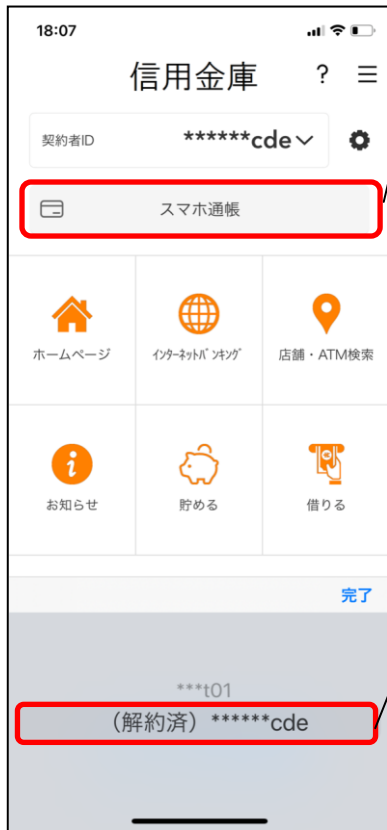 18:07
信用金庫 ?
契約者ID ******cde
スマホ通帳
ホームページ
インターネットバンキング
店舗・ATM検索
お知らせ
貯める
借りる
完了
***t01
(解約済) ******cde